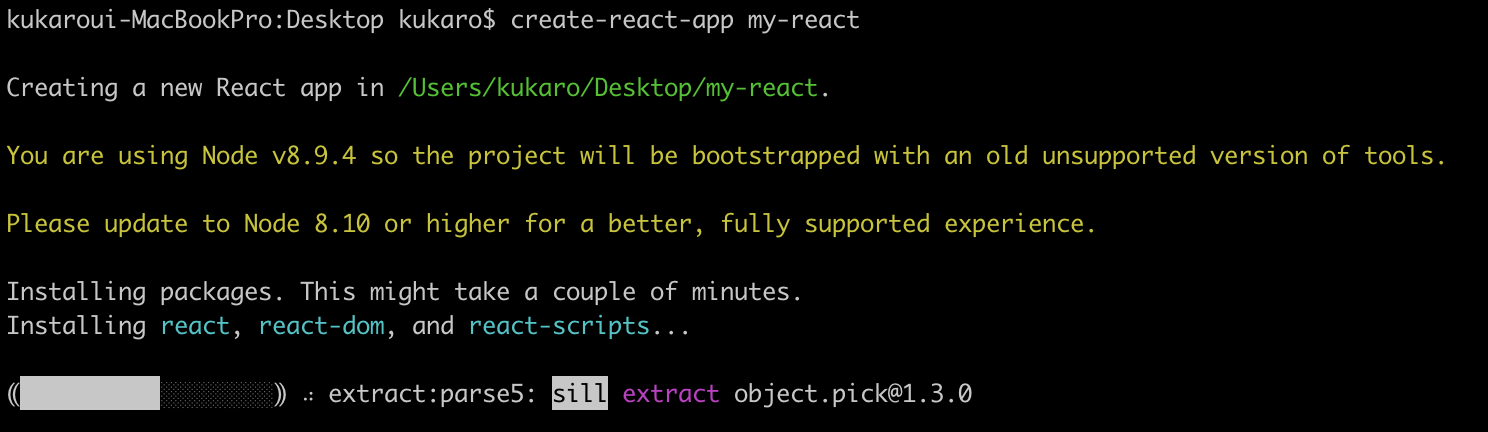 kukaroui-MacBookPro:Desktop kukaro$ create-react-app my-react
Creating a new React app in /Users/kukaro/Desktop/my-react.
You are using Node v8.9.4 so the project will be bootstrapped with an old unsupported version of tools.
Please update to Node 8.10 or higher for a better, fully supported experience.
Installing packages. This might take a couple of minutes.
Installing react, react-dom, and react-scripts...
⸨████████░░░░░░░░⸩ ⠴ extract:parse5: sill extract object.pick@1.3.0